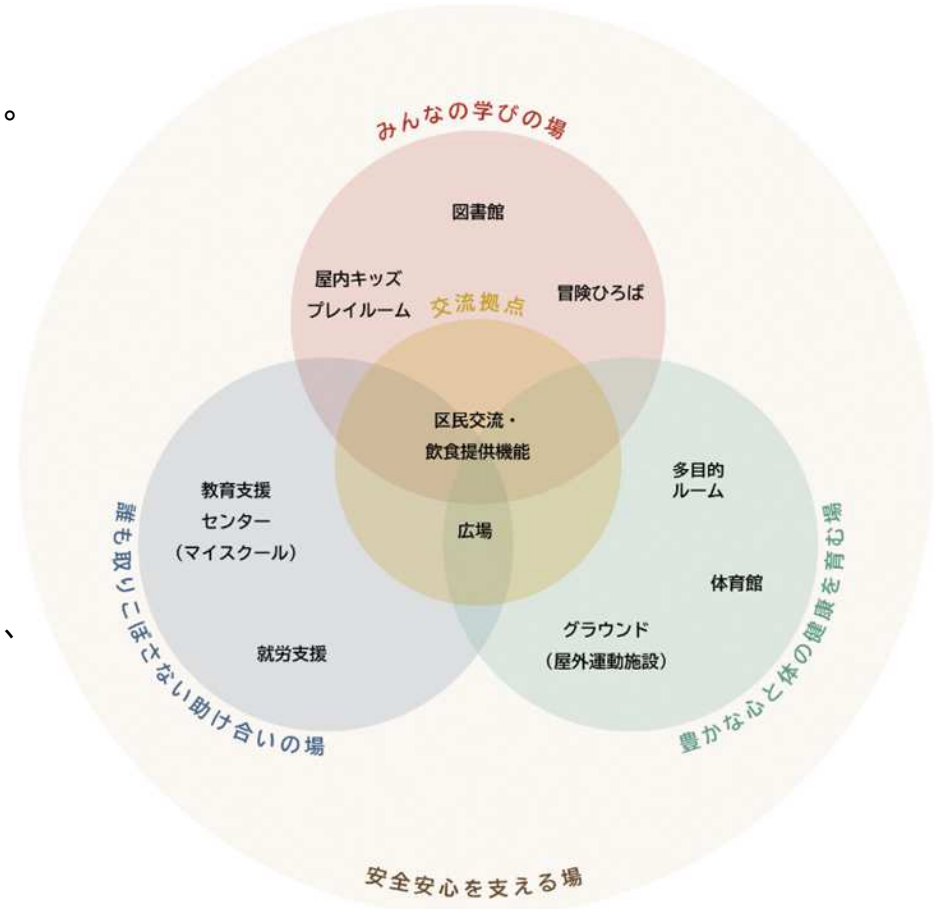 。
みんなの学びの場
図書館
屋内キッズ
プレイルーム
冒険ひろば
交流拠点
区民交流・
飲食提供機能
多目的
ルーム
教育支援
センター
（マイスクール）
広場
体育館
グラウンド
（屋外運動施設）
、
就労支援
誰も取りこぼさない助け合いの場
豊かな心と体の健康を育む場
安全安心を支える場